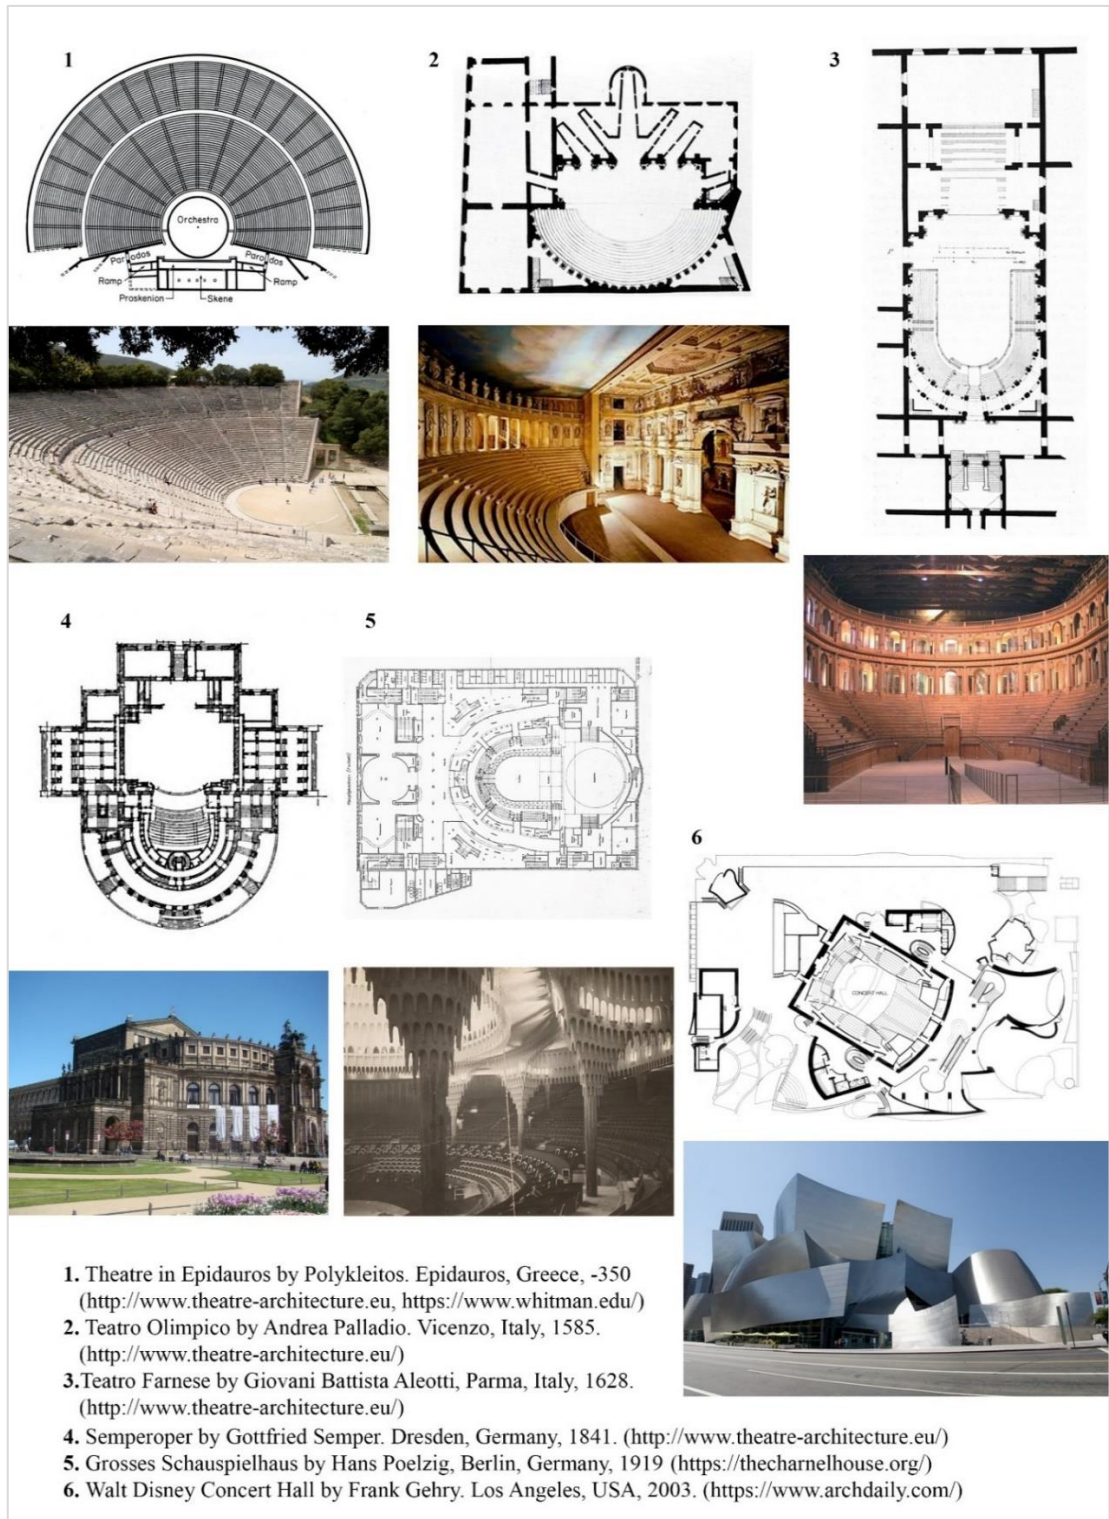 1
2
3
Orchestra
Parodos
Parodos
Ramp
Ramp
Proskenion
Skene
4
5
6
CONCERT HALL
1. Theatre in Epidauros by Polykleitos. Epidauros, Greece, -350
(http://www.theatre-architecture.eu, https://www.whitman.edu/)
2. Teatro Olimpico by Andrea Palladio. Vicenzo, Italy, 1585.
(http://www.theatre-architecture.eu/)
3.Teatro Farnese by Giovani Battista Aleotti, Parma, Italy, 1628.
(http://www.theatre-architecture.eu/)
4. Semperoper by Gottfried Semper. Dresden, Germany, 1841. (http://www.theatre-architecture.eu/)
5. Grosses Schauspielhaus by Hans Poelzig, Berlin, Germany, 1919 (https://thecharnelhouse.org/)
6. Walt Disney Concert Hall by Frank Gehry. Los Angeles, USA, 2003. (https://www.archdaily.com/)